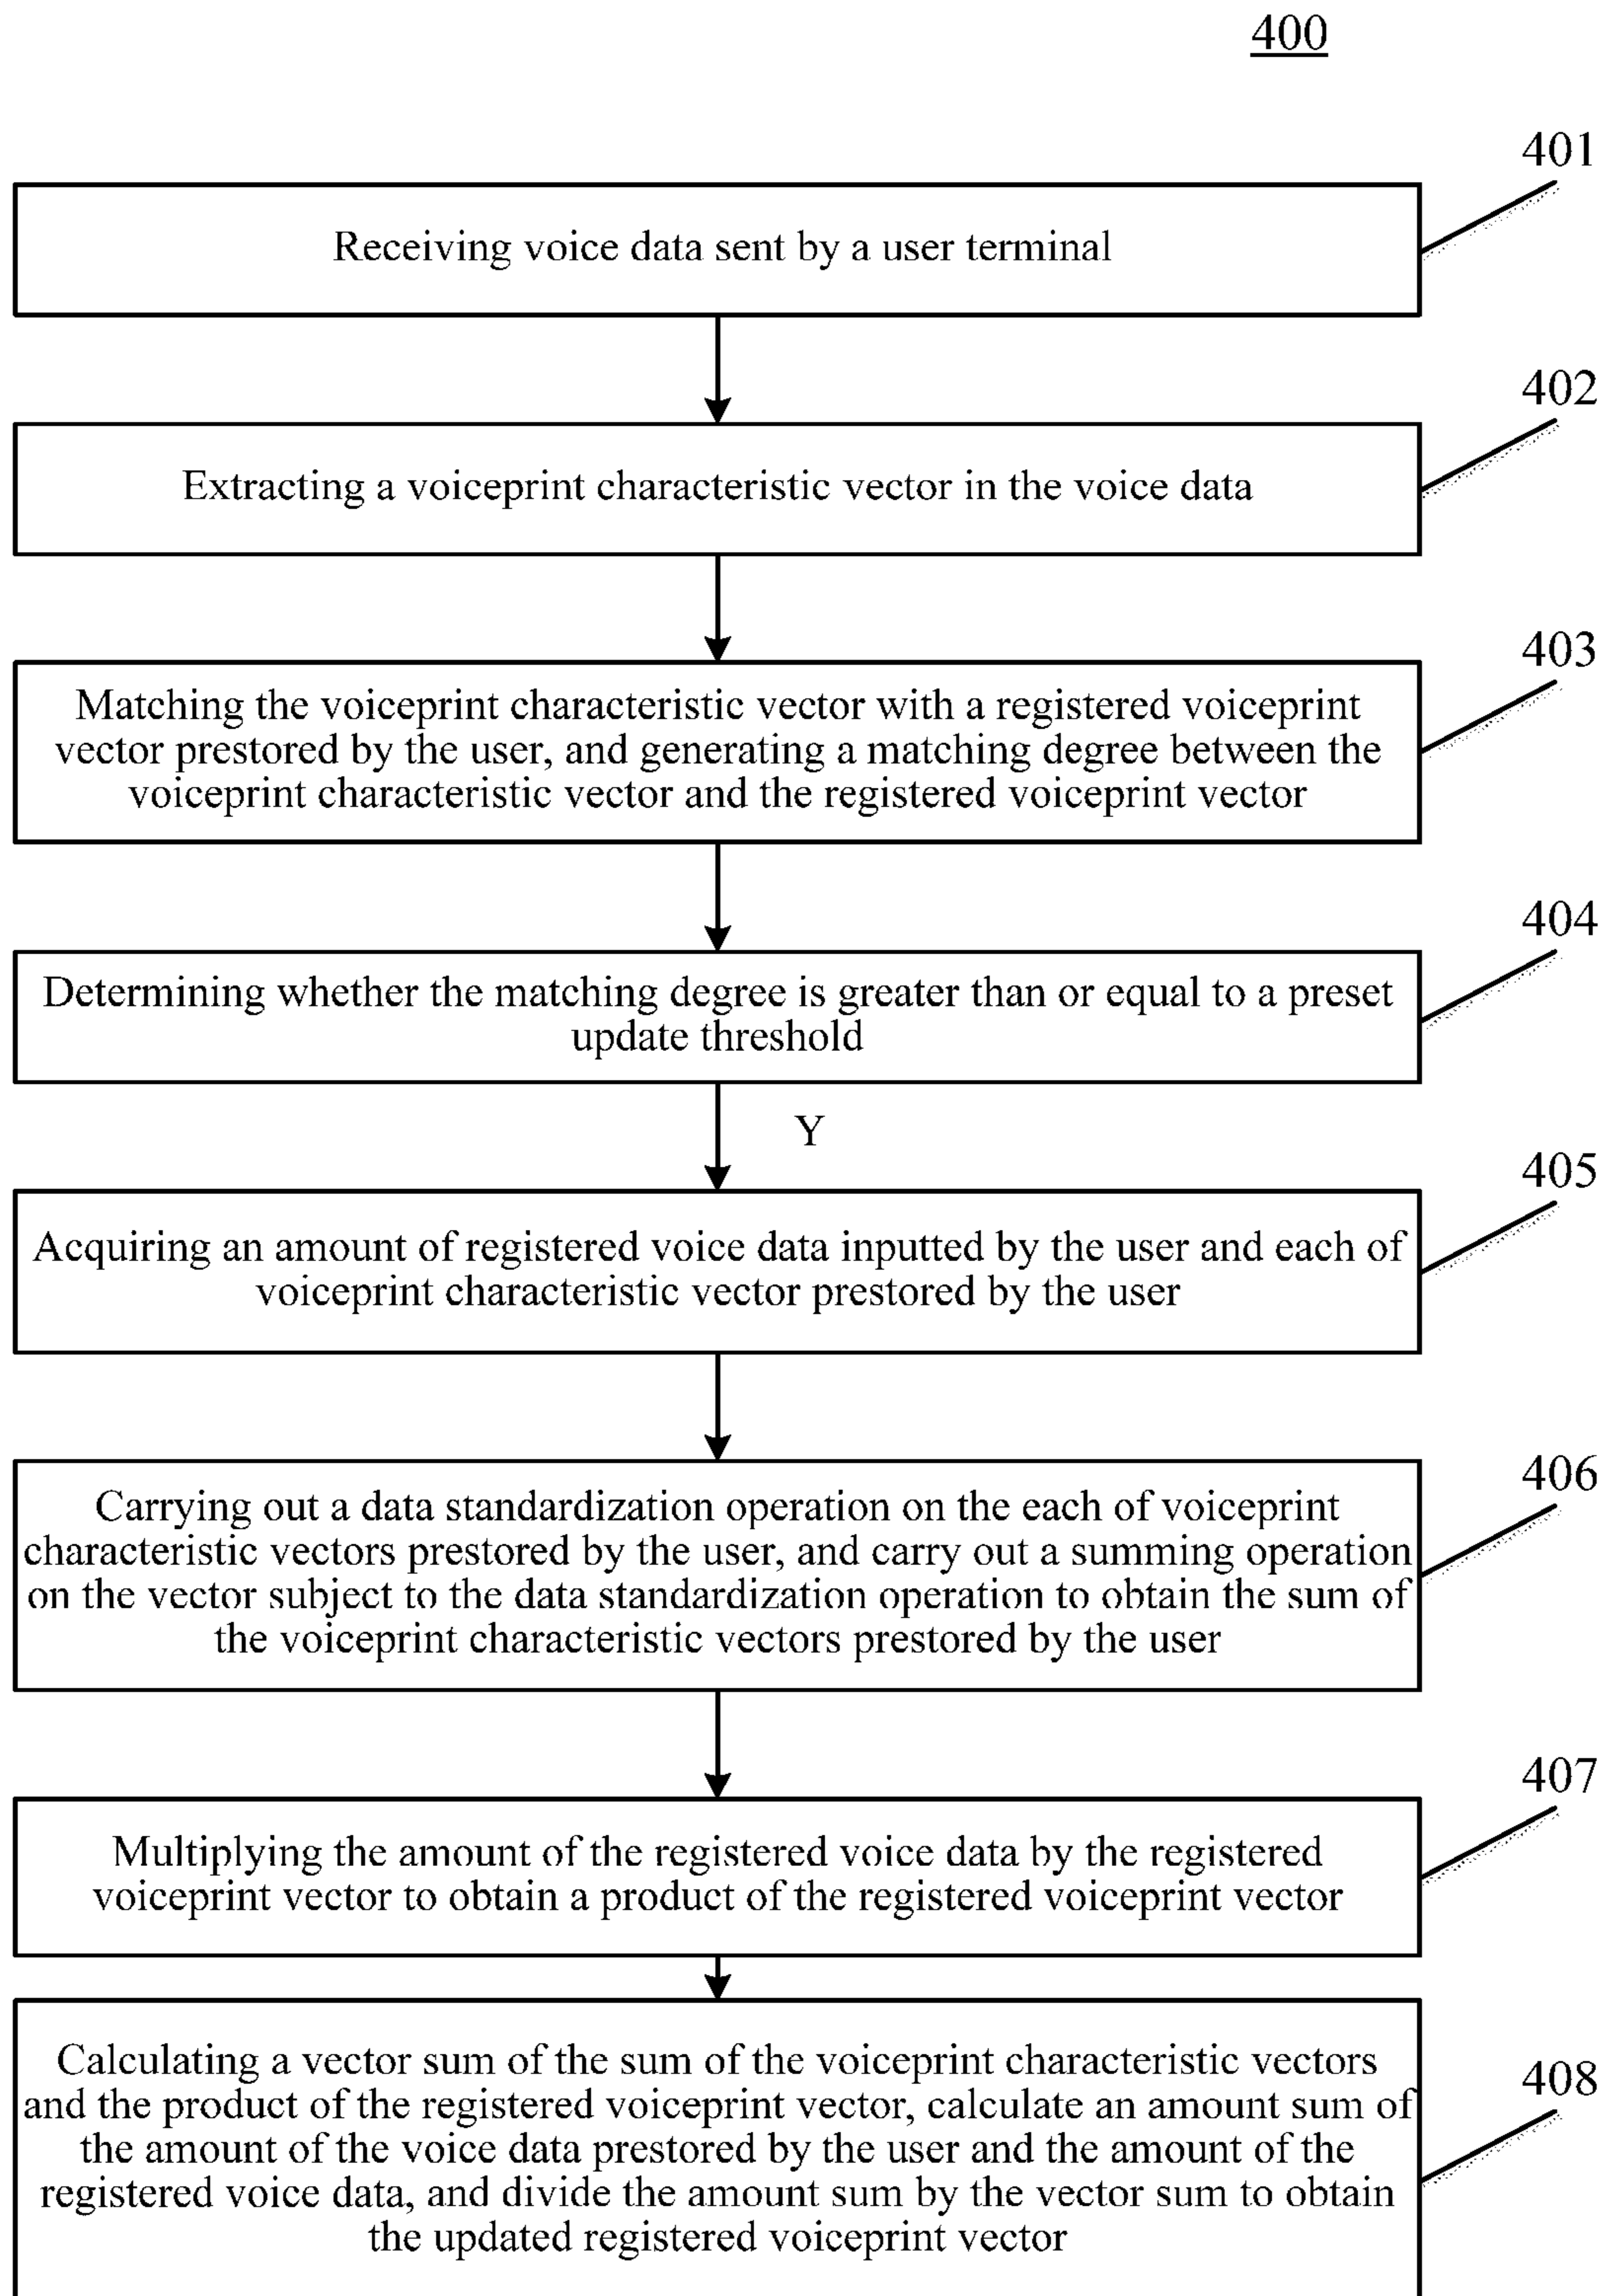 400
401
Receiving voice data sent by a user terminal
402
Extracting a voiceprint characteristic vector in the voice data
403
Matching the voiceprint characteristic vector with a registered voiceprint
vector prestored by the user, and generating a matching degree between the
voiceprint characteristic vector and the registered voiceprint vector
404
Determining whether the matching degree is greater than or equal to a preset
update threshold
Y
405
Acquiring an amount of registered voice data inputted by the user and each of
voiceprint characteristic vector prestored by the user
406
Carrying out a data standardization operation on the each of voiceprint
characteristic vectors prestored by the user, and carry out a summing operation
on the vector subject to the data standardization operation to obtain the sum of
the voiceprint characteristic vectors prestored by the user
407
Multiplying the amount of the registered voice data by the registered
voiceprint vector to obtain a product of the registered voiceprint vector
408
Calculating a vector sum of the sum of the voiceprint characteristic vectors
and the product of the registered voiceprint vector, calculate an amount sum of
the amount of the voice data prestored by the user and the amount of the
registered voice data, and divide the amount sum by the vector sum to obtain
the updated registered voiceprint vector